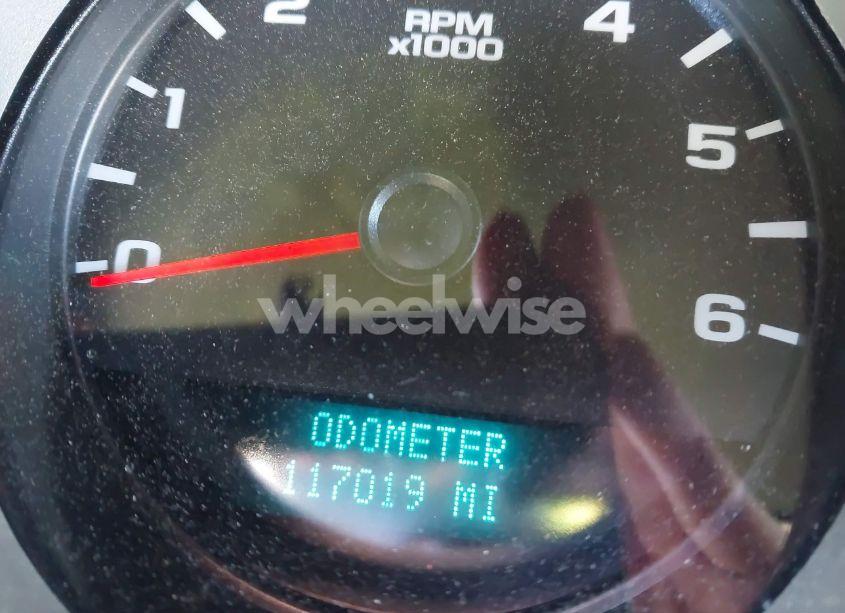 RPM
x1000
0
1
2
4
5
6
wheelwise
ODOMETER
117019 MI